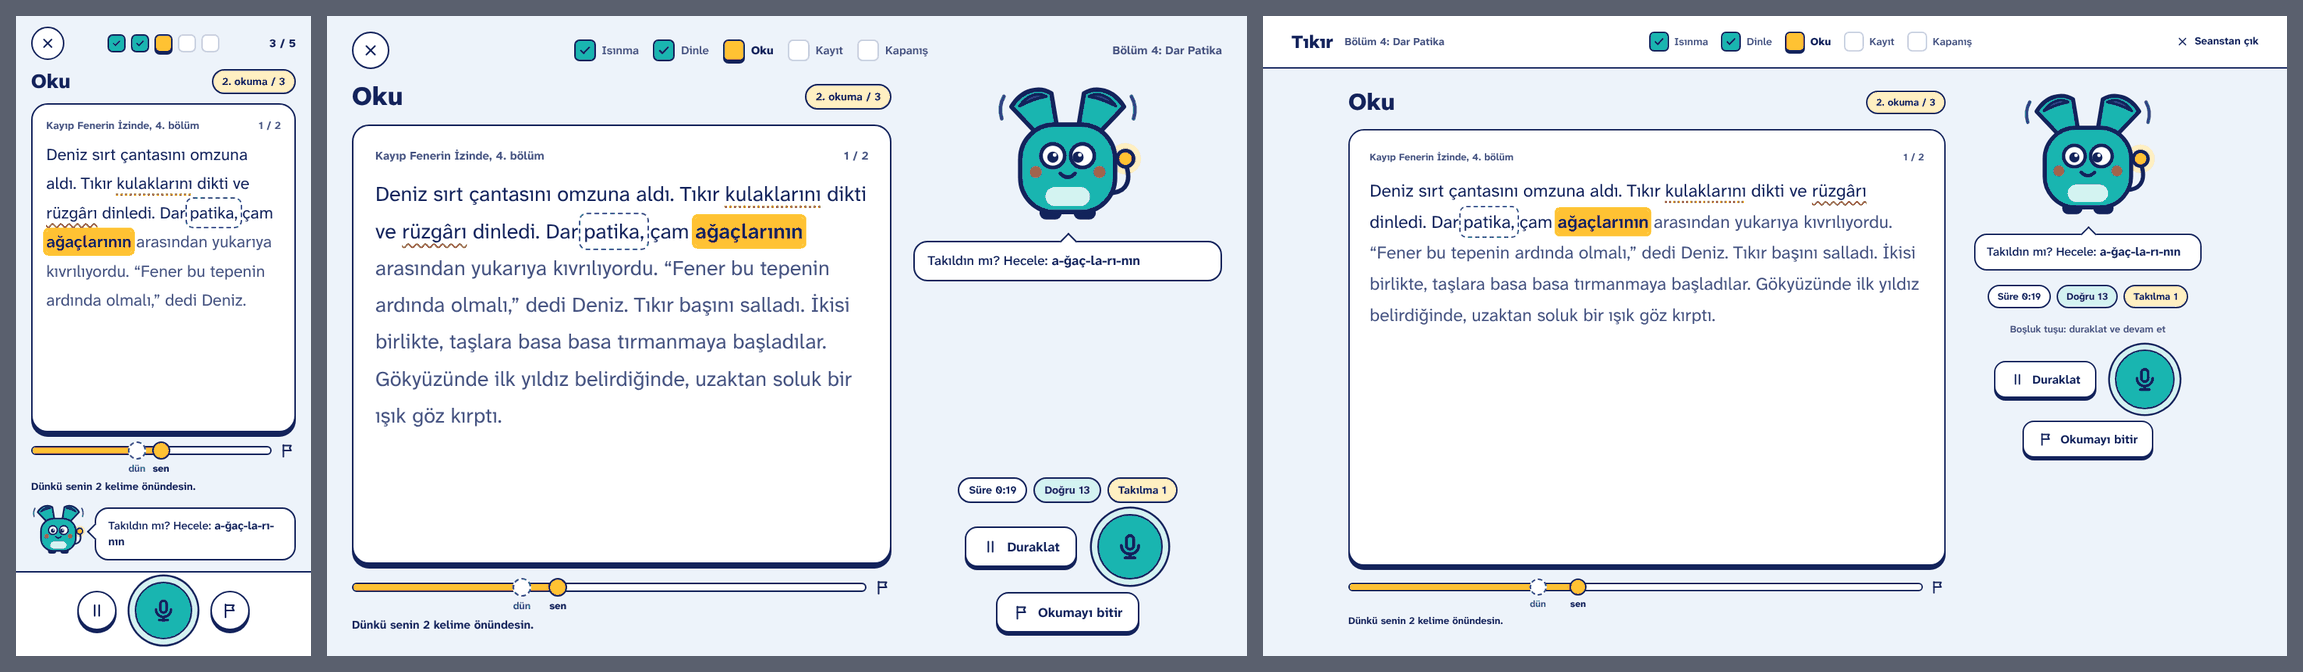 3 / 5
Oku
2. okuma / 3
Kayıp Fenerin İzinde, 4. bölüm
1 / 2
Deniz sırt çantasını omzuna
aldı. Tıkır kulaklarını dikti ve
rüzgârı dinledi. Dar patika, çam
ağaçlarının arasından yukarıya
kıvrılıyordu. “Fener bu tepenin
ardında olmalı,” dedi Deniz.
dün sen
Dünkü senin 2 kelime önündesin.
Takıldın mı? Hecele: a-ğaç-la-rı-
nın
Isınma
Dinle
Oku
Kayıt
Kapanış
Bölüm 4: Dar Patika
Oku
2. okuma / 3
Kayıp Fenerin İzinde, 4. bölüm
1 / 2
Deniz sırt çantasını omzuna aldı. Tıkır kulaklarını dikti
ve rüzgârı dinledi. Dar patika, çam ağaçlarının
arasından yukarıya kıvrılıyordu. “Fener bu tepenin
ardında olmalı,” dedi Deniz. Tıkır başını salladı. İkisi
birlikte, taşlara basa basa tırmanmaya başladılar.
Gökyüzünde ilk yıldız belirdiğinde, uzaktan soluk bir
ışık göz kırptı.
dün sen
Dünkü senin 2 kelime önündesin.
Takıldın mı? Hecele: a-ğaç-la-rı-nın
Süre 0:19
Doğru 13
Takılma 1
Duraklat
Okumayı bitir
Tıkır
Bölüm 4: Dar Patika
Isınma
Dinle
Oku
Kayıt
Kapanış
Seanstan çık
Oku
2. okuma / 3
Kayıp Fenerin İzinde, 4. bölüm
1 / 2
Deniz sırt çantasını omzuna aldı. Tıkır kulaklarını dikti ve rüzgârı
dinledi. Dar patika, çam ağaçlarının arasından yukarıya kıvrılıyordu.
“Fener bu tepenin ardında olmalı,” dedi Deniz. Tıkır başını salladı. İkisi
birlikte, taşlara basa basa tırmanmaya başladılar. Gökyüzünde ilk yıldız
belirdiğinde, uzaktan soluk bir ışık göz kırptı.
dün sen
Dünkü senin 2 kelime önündesin.
Takıldın mı? Hecele: a-ğaç-la-rı-nın
Süre 0:19
Doğru 13
Takılma 1
Boşluk tuşu: duraklat ve devam et
Duraklat
Okumayı bitir